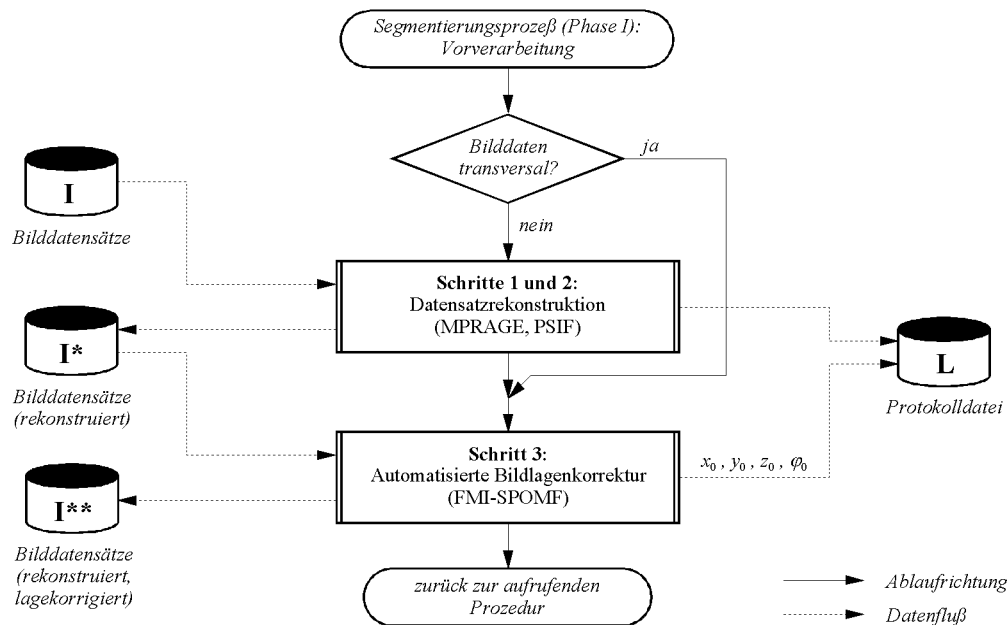 Segmentierungsprozeß (Phase I):
Vorverarbeitung
Bilddaten
transversal?
ja
nein
I
Bilddatensätze
Schritte 1 und 2:
Datensatzrekonstruktion
(MPRAGE, PSIF)
I*
Bilddatensätze
(rekonstruiert)
L
Protokolldatei
Schritt 3:
Automatisierte Bildlagenkorrektur
(FMI-SPOMF)
x₀ , y₀ , z₀ , φ₀
I**
Bilddatensätze
(rekonstruiert,
lagekorrigiert)
zurück zur aufrufenden
Prozedur
Ablaufrichtung
Datenfluß